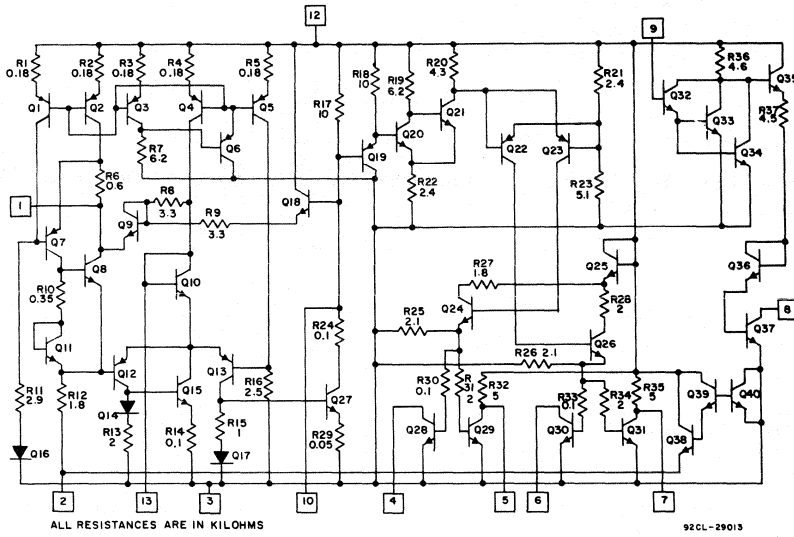 12
9
R1
0.18
R2
0.18
R3
0.18
R4
0.18
R5
0.18
R17
10
R18
10
R19
6.2
R20
4.3
R21
2.4
R36
4.6
Q35
R37
4.5
Q1
Q2
Q3
Q4
Q5
Q6
R7
6.2
Q19
Q20
Q21
Q22
Q23
Q32
Q33
Q34
R6
0.6
1
R8
3.3
R9
3.3
Q18
R22
2.4
R23
5.1
Q7
Q9
Q8
R10
0.35
Q10
Q11
R27
1.8
Q25
Q24
R28
2
R25
2.1
R24
0.1
Q26
R26 2.1
Q36
Q37
8
R11
2.9
R12
1.8
Q12
Q13
R16
2.5
Q14
Q15
R13
2
R14
0.1
R15
1
Q27
R29
0.05
R30
0.1
R31
2
R32
5
R33
0.1
R34
2
R35
5
Q39
Q40
Q16
Q17
Q28
Q29
Q30
Q31
Q38
2
13
3
10
4
5
6
7
ALL RESISTANCES ARE IN KILOHMS
92CL-29013